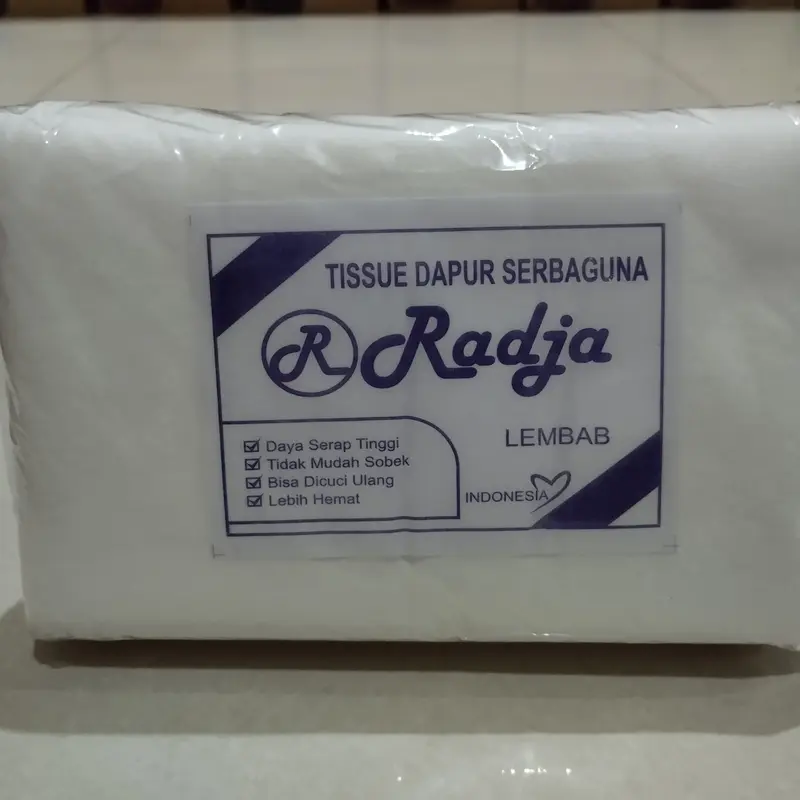 TISSUE DAPUR SERBAGUNA
R Radja
LEMBAB
Daya Serap Tinggi
Tidak Mudah Sobek
Bisa Dicuci Ulang
Lebih Hemat
INDONESIA